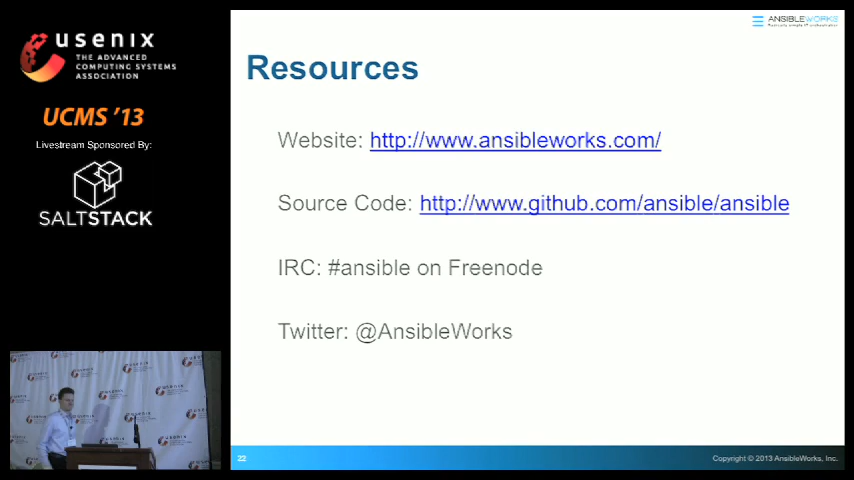 usenix
THE ADVANCED
COMPUTING SYSTEMS
ASSOCIATION
UCMS '13
Livestream Sponsored By:
SALTSTACK
ANSIBLEWORKS
Resources
Website: http://www.ansibleworks.com/
Source Code: http://www.github.com/ansible/ansible
IRC: #ansible on Freenode
Twitter: @AnsibleWorks
22
Copyright © 2013 AnsibleWorks, Inc.
usenix